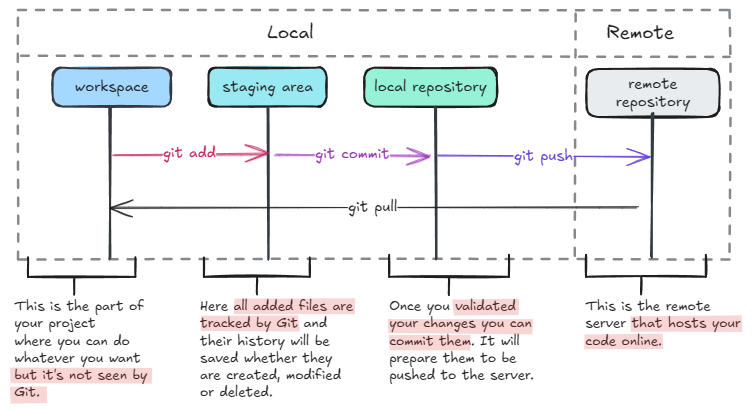 Local
Remote
workspace
staging area
local repository
remote
repository
git add
git commit
git push
git pull
This is the part of
your project
where you can do
whatever you want
but it's not seen by
Git.
Here all added files are
tracked by Git and
their history will be
saved whether they
are created, modified
or deleted.
Once you validated
your changes you can
commit them. It will
prepare them to be
pushed to the server.
This is the remote
server that hosts your
code online.